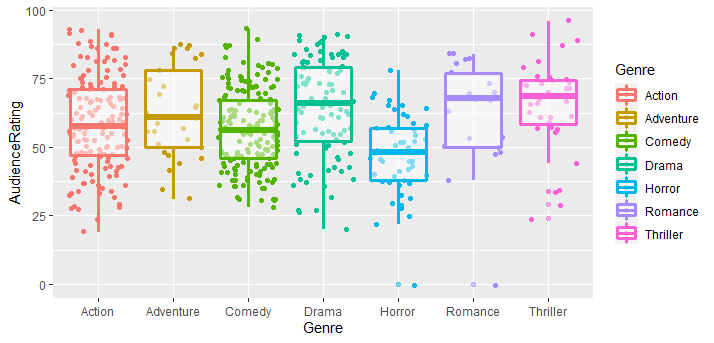 AudienceRating
100
75
50
25
0
Action Adventure Comedy Drama Horror Romance Thriller
Genre
Genre
Action
Adventure
Comedy
Drama
Horror
Romance
Thriller